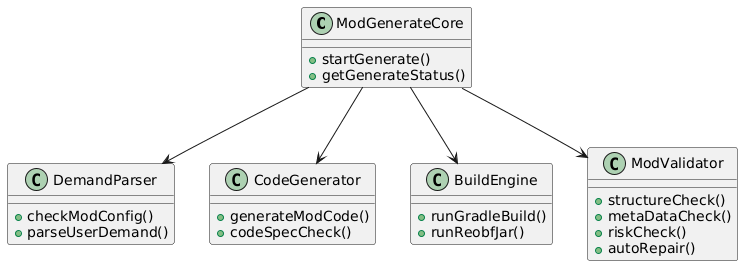 C ModGenerateCore
startGenerate()
getGenerateStatus()
C DemandParser
checkModConfig()
parseUserDemand()
C CodeGenerator
generateModCode()
codeSpecCheck()
C BuildEngine
runGradleBuild()
runReobfJar()
C ModValidator
structureCheck()
metaDataCheck()
riskCheck()
autoRepair()